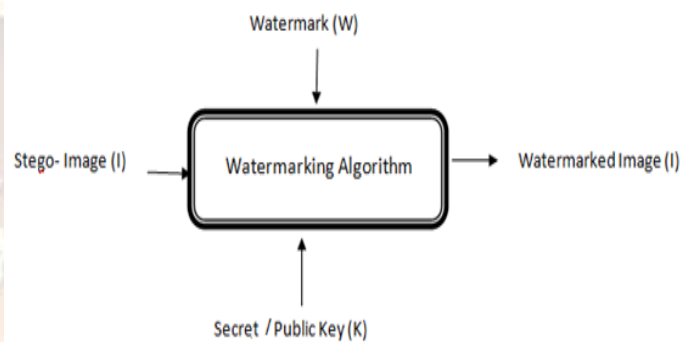 Watermark (W)
Stego- Image (I)
Watermarking Algorithm
Watermarked Image (I)
Secret / Public Key (K)